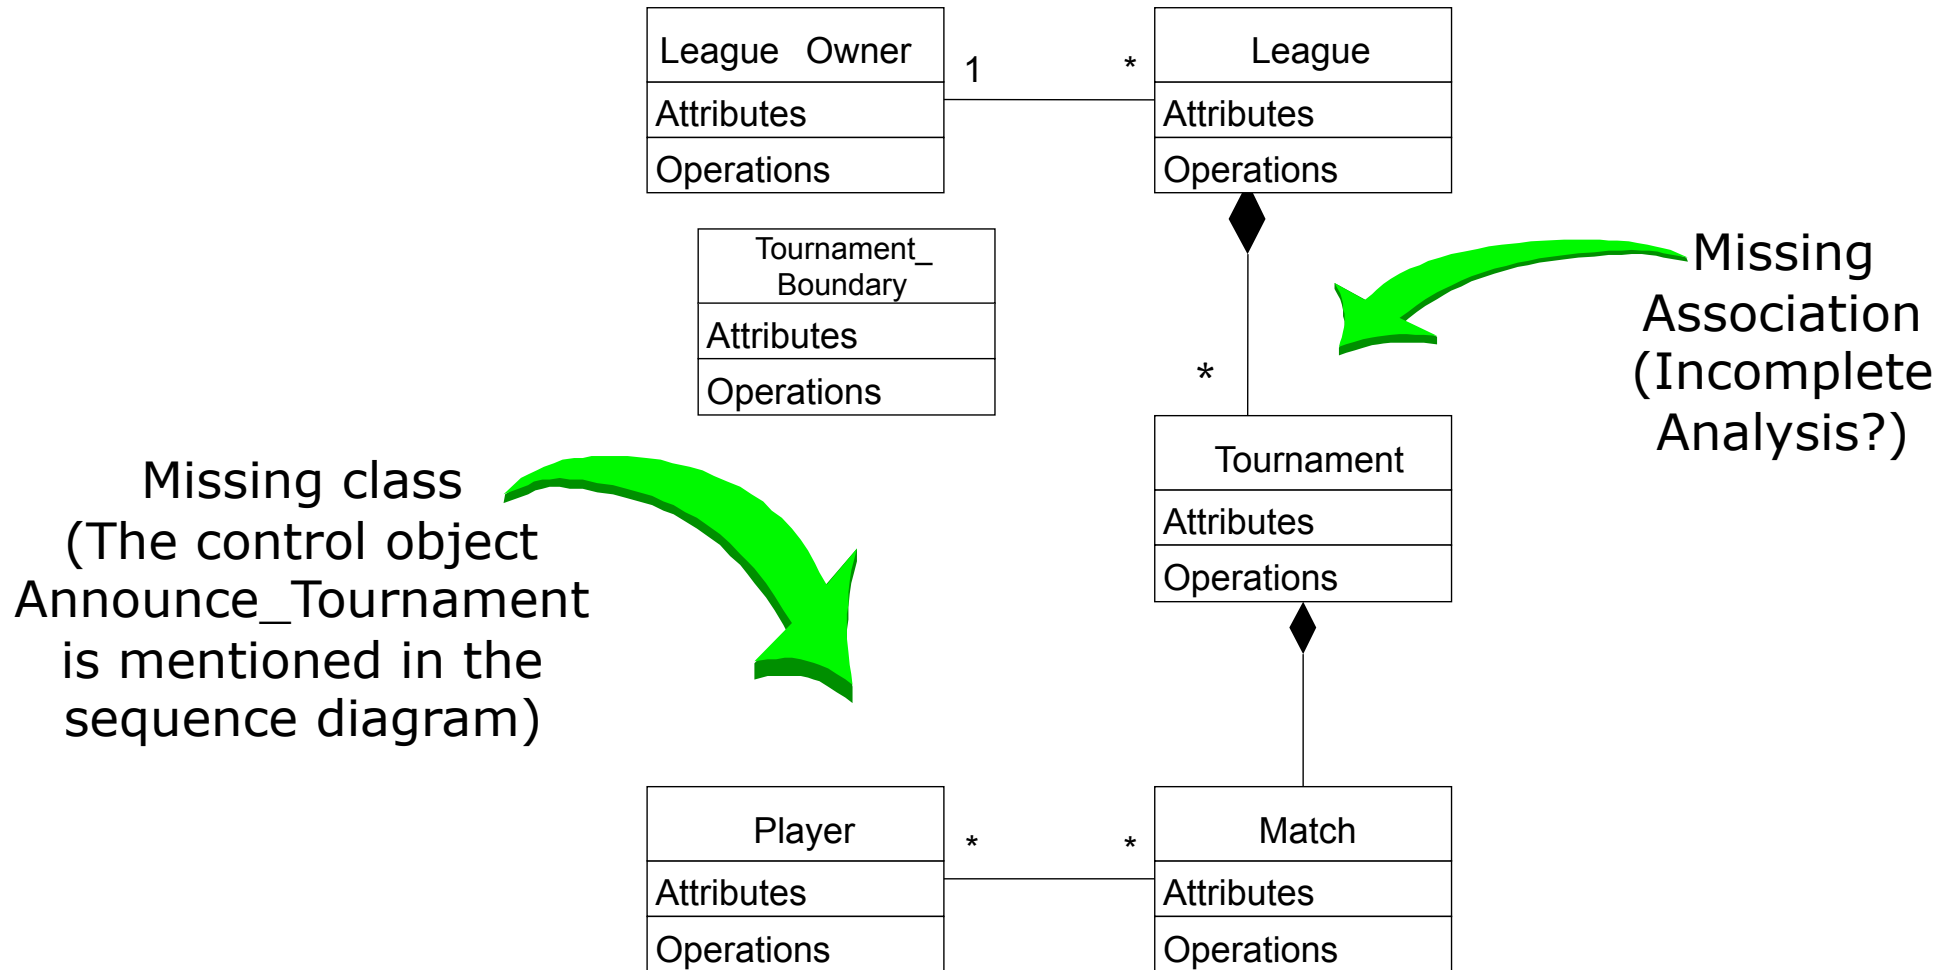 League Owner
Attributes
Operations
1
*
League
Attributes
Operations
Tournament_
Boundary
Attributes
Operations
Missing
Association
(Incomplete
Analysis?)
*
Tournament
Attributes
Operations
Missing class
(The control object
Announce_Tournament
is mentioned in the
sequence diagram)
Player
Attributes
Operations
*
*
Match
Attributes
Operations